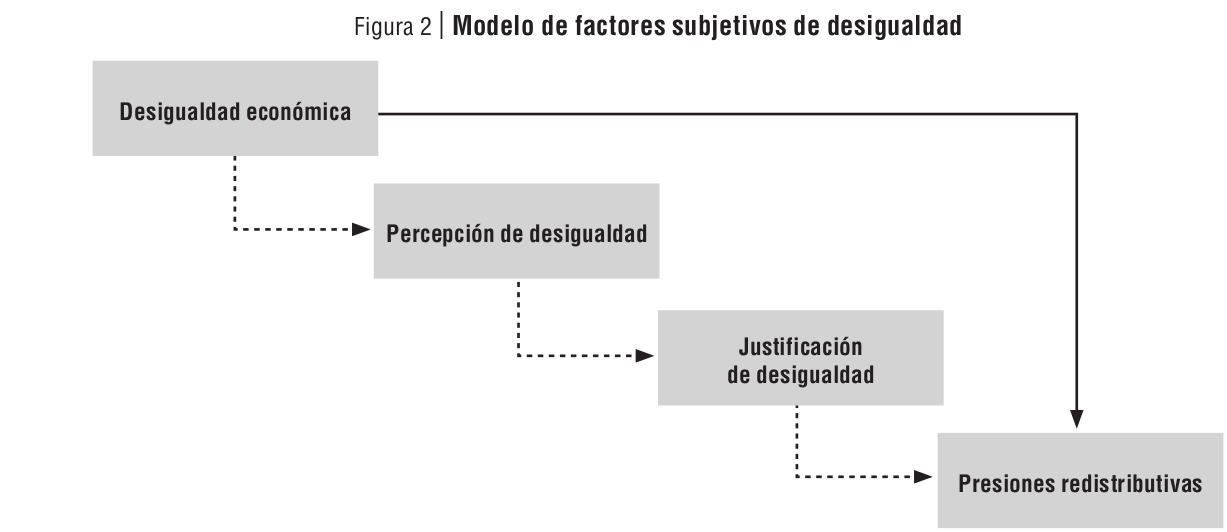 Figura 2 | Modelo de factores subjetivos de desigualdad
Desigualdad económica
Percepción de desigualdad
Justificación
de desigualdad
Presiones redistributivas